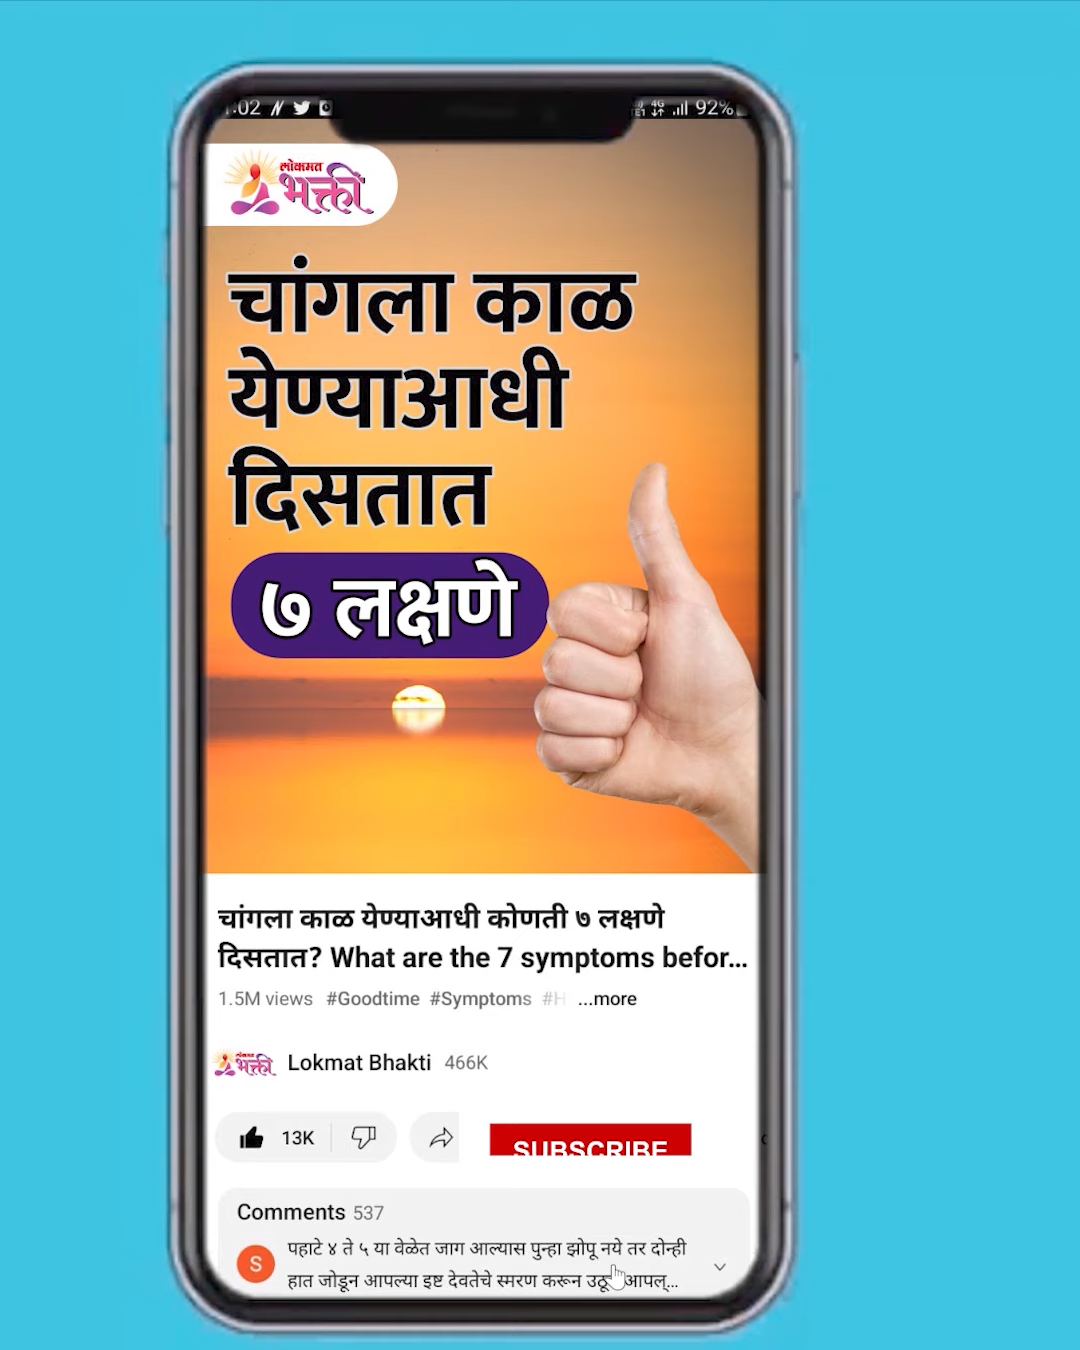 :02 92%
लोकमत
भक्ती
चांगला काळ
येण्याआधी
दिसतात
७ लक्षणे
चांगला काळ येण्याआधी कोणती ७ लक्षणे
दिसतात? What are the 7 symptoms befor...
1.5M views #Goodtime #Symptoms #H ...more
लोकमत
भक्ती
Lokmat Bhakti 466K
13K
SUBSCRIBE
Comments 537
S
पहाटे ४ ते ५ या वेळेत जाग आल्यास पुन्हा झोपू नये तर दोन्ही
हात जोडून आपल्या इष्ट देवतेचे स्मरण करून उठू आपल्...